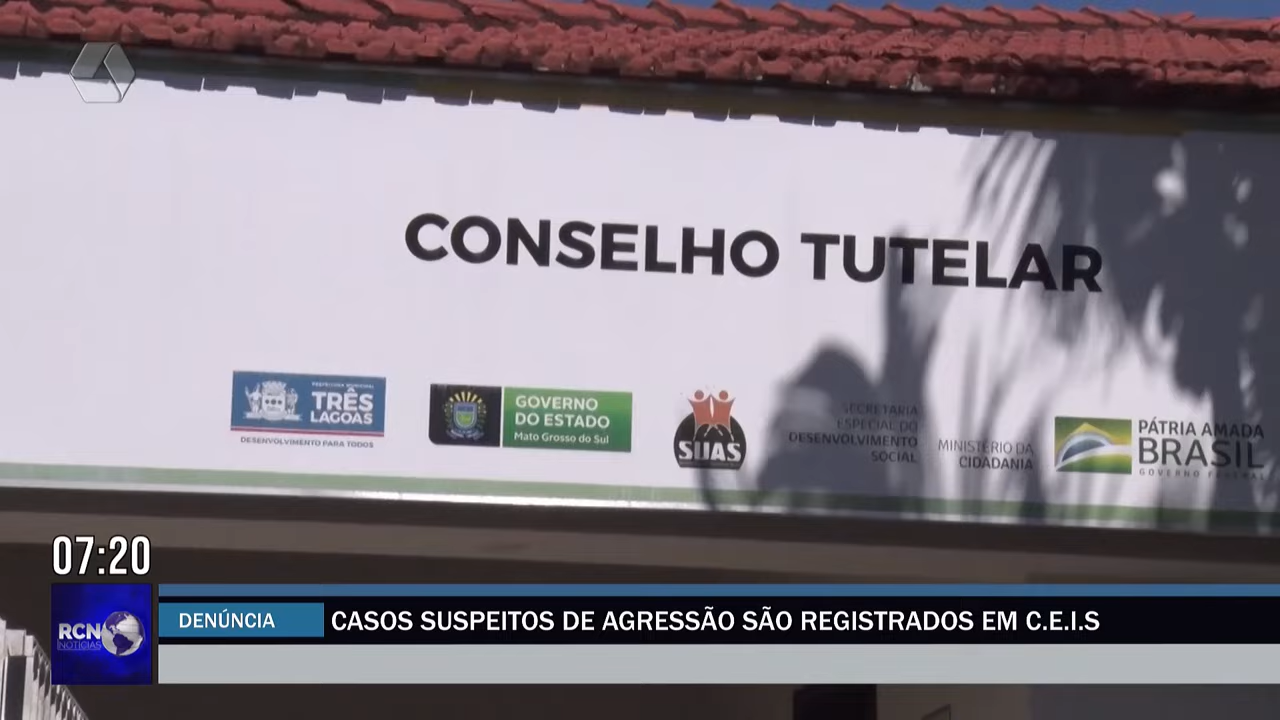 CONSELHO TUTELAR
PREFEITURA MUNICIPAL
TRÊS
LAGOAS
DESENVOLVIMENTO PARA TODOS
GOVERNO
DO ESTADO
Mato Grosso do Sul
SUAS
SECRETARIA
ESPECIAL DO
DESENVOLVIMENTO
SOCIAL
MINISTÉRIO DA
CIDADANIA
PÁTRIA AMADA
BRASIL
GOVERNO FEDERAL
07:20
RCN
NOTÍCIAS
DENÚNCIA
CASOS SUSPEITOS DE AGRESSÃO SÃO REGISTRADOS EM C.E.I.S